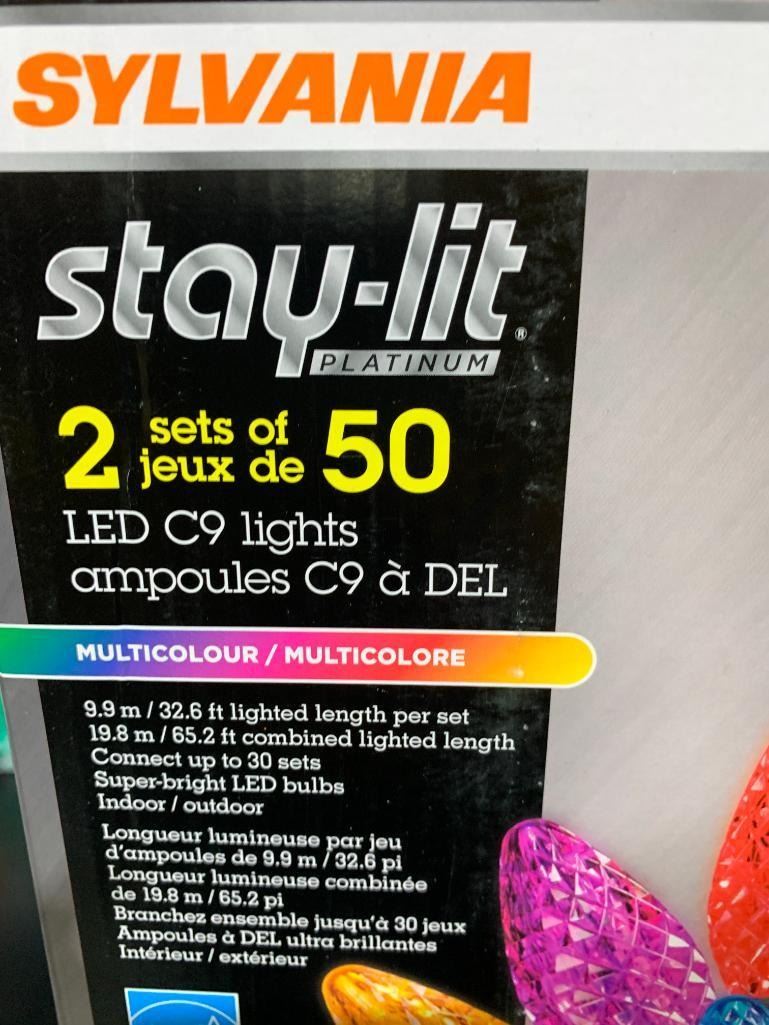 SYLVANIA
stay-lit®
PLATINUM
2 sets of jeux de 50
LED C9 lights
ampoules C9 à DEL
MULTICOLOUR / MULTICOLORE
9.9 m / 32.6 ft lighted length per set
19.8 m / 65.2 ft combined lighted length
Connect up to 30 sets
Super-bright LED bulbs
Indoor / outdoor
Longueur lumineuse par jeu
d'ampoules de 9.9 m / 32.6 pi
Longueur lumineuse combinée
de 19.8 m / 65.2 pi
Branchez ensemble jusqu'à 30 jeux
Ampoules à DEL ultra brillantes
Intérieur / extérieur